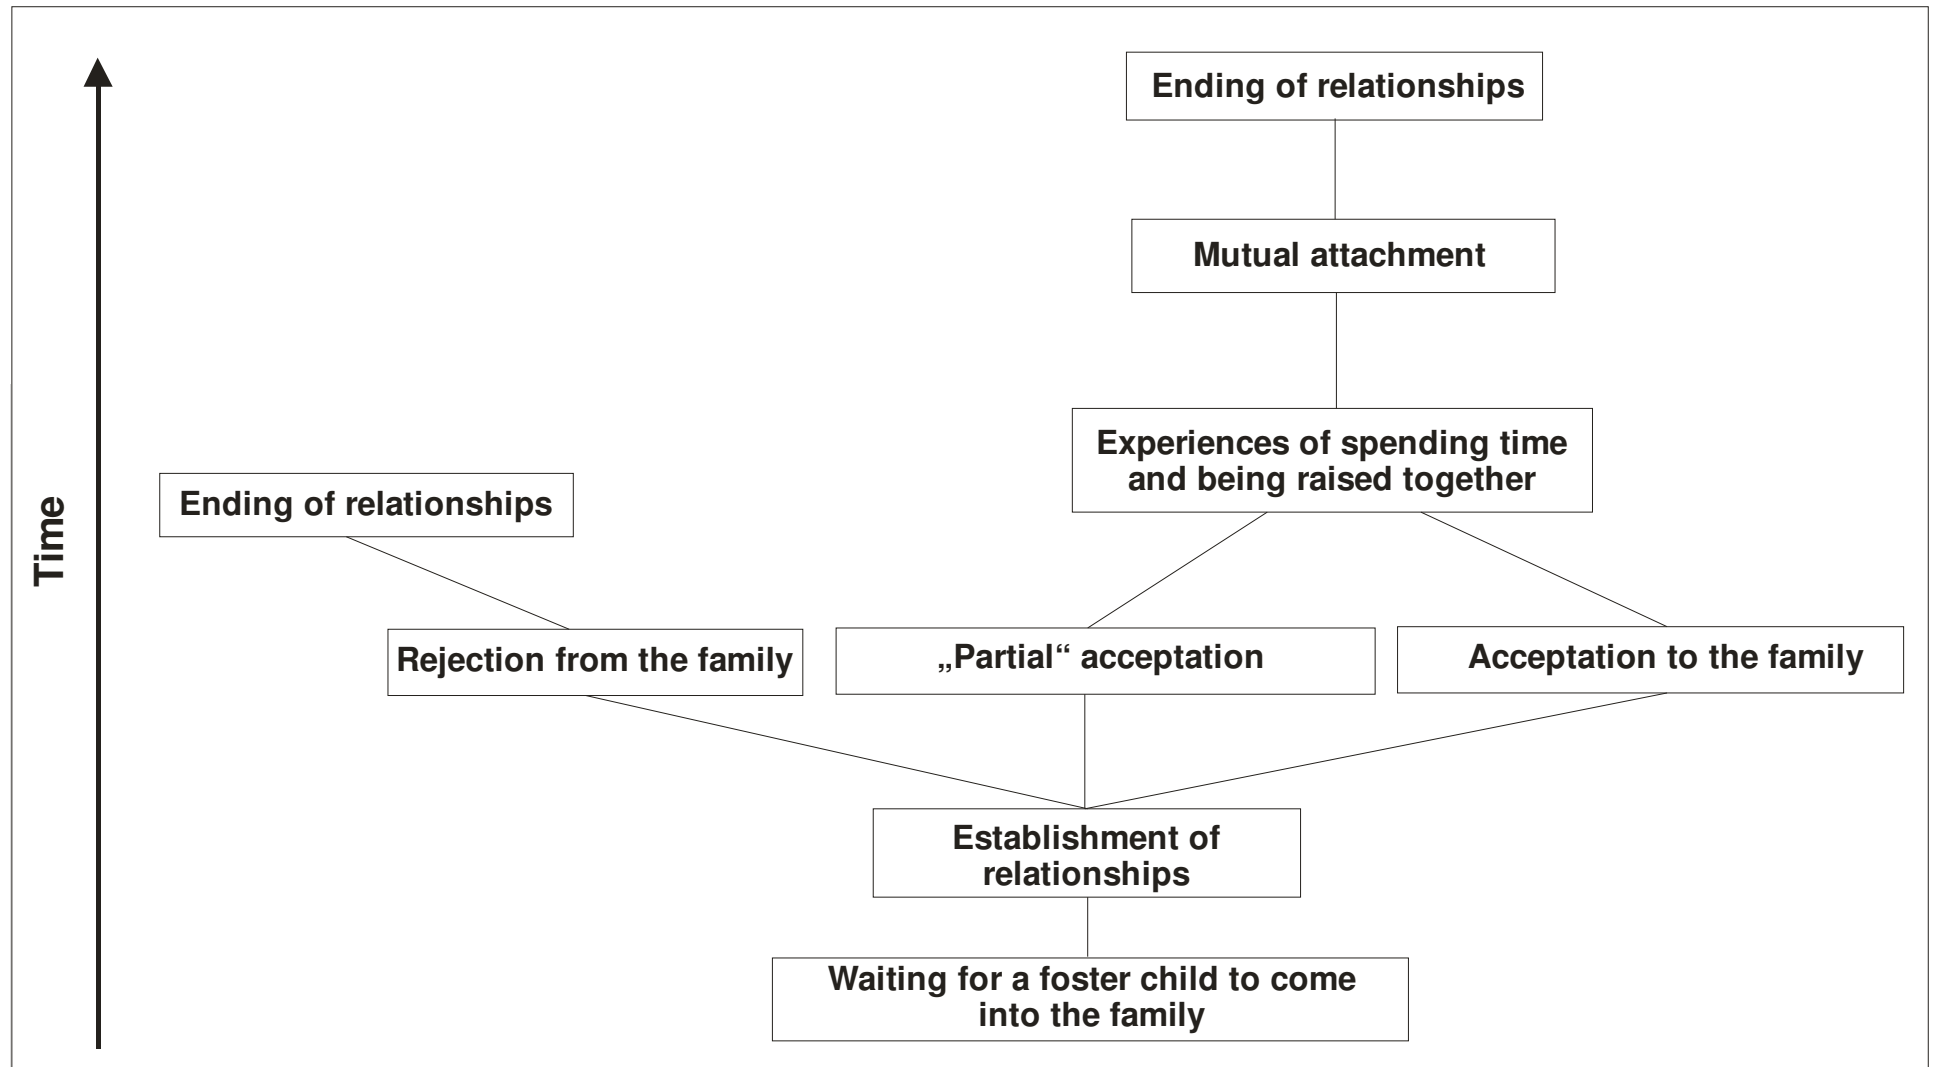 Ending of relationships
Mutual attachment
Experiences of spending time
and being raised together
Ending of relationships
Time
Rejection from the family
„Partial“ acceptation
Acceptation to the family
Establishment of
relationships
Waiting for a foster child to come
into the family